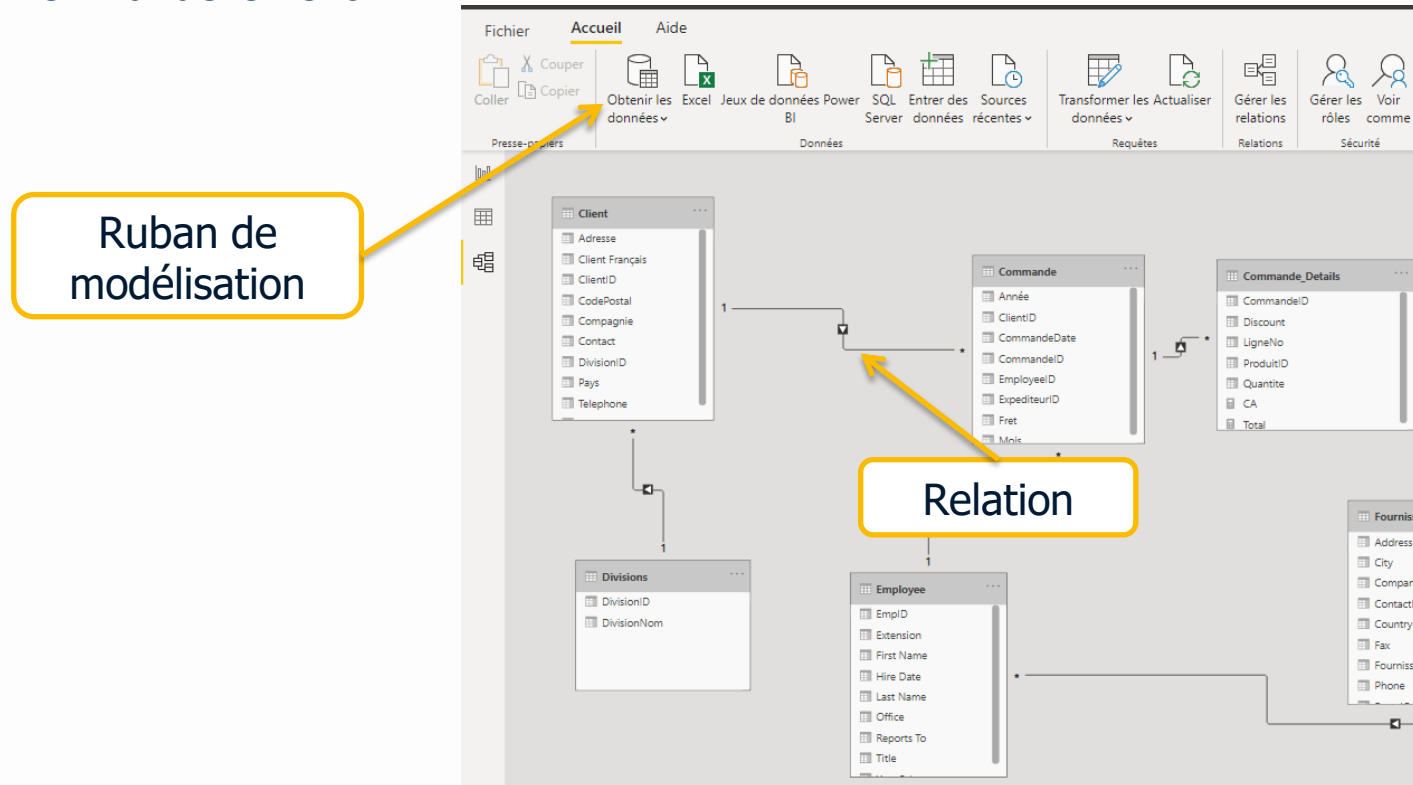 Fichier Accueil Aide
Coller
Couper
Copier
Obtenir les données
Excel
Jeux de données Power BI
SQL Server
Entrer des données
Sources récentes
Transformer les données
Actualiser
Gérer les relations
Gérer les rôles
Voir comme
Presse-papiers Données Requêtes Relations Sécurité
Ruban de
modélisation
Client
Adresse
Client Français
ClientID
CodePostal
Compagnie
Contact
DivisionID
Pays
Telephone
1
*
Commande
Année
ClientID
CommandeDate
CommandeID
EmployeeID
ExpediteurID
Fret
Mois
1
*
Commande_Details
CommandeID
Discount
LigneNo
ProduitID
Quantite
CA
Total
*
*
Relation
1
1
Divisions
DivisionID
DivisionNom
Employee
EmpID
Extension
First Name
Hire Date
Last Name
Office
Reports To
Title
*
Fournis
Address
City
Compar
Contact
Country
Fax
Fourniss
Phone